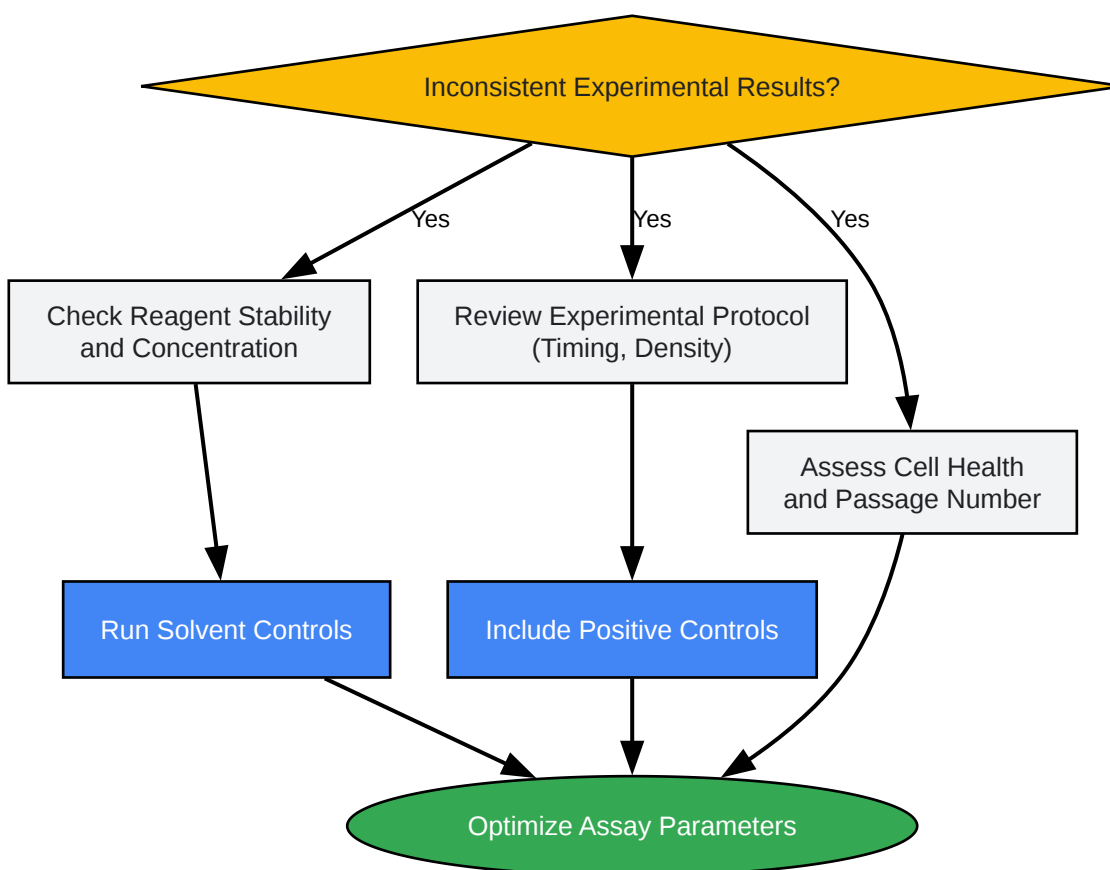 Inconsistent Experimental Results?
Yes
Yes
Yes
Check Reagent Stability
and Concentration
Review Experimental Protocol
(Timing, Density)
Assess Cell Health
and Passage Number
Run Solvent Controls
Include Positive Controls
Optimize Assay Parameters